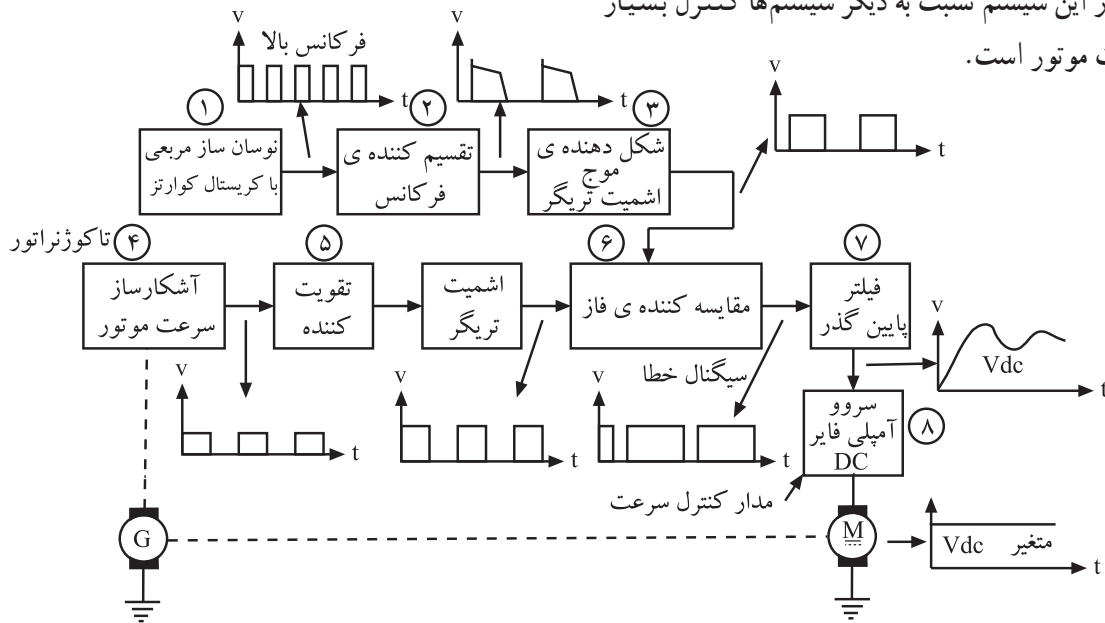 ر این سیستم نسبت به دیگر سیستم‌ها کنترل بسیار
ت موتور است.
v
فرکانس بالا
t
v
t
v
t
۱
نوسان ساز مربعی
با کریستال کوارتز
۲
تقسیم کننده ی
فرکانس
۳
شکل دهنده ی
موج
اشمیت تریگر
تاکوژنراتور
۴
آشکارساز
سرعت موتور
۵
تقویت
کننده
اشمیت
تریگر
۶
مقایسه کننده ی فاز
۷
فیلتر
پایین گذر
v
Vdc
t
v
t
v
t
سیگنال خطا
v
t
۸
سروو
آمپلی فایر
DC
مدار کنترل سرعت
G
M
Vdc متغیر
t